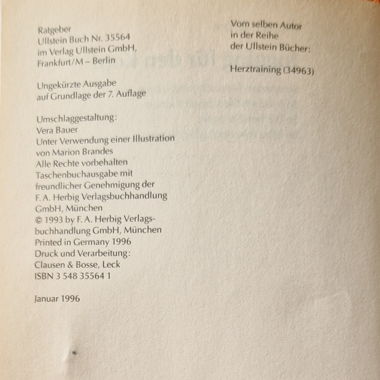 Ratgeber
Ullstein Buch Nr. 35564
im Verlag Ullstein GmbH,
Frankfurt/M – Berlin
Ungekürzte Ausgabe
auf Grundlage der 7. Auflage
Umschlaggestaltung:
Vera Bauer
Unter Verwendung einer Illustration
von Marion Brandes
Alle Rechte vorbehalten
Taschenbuchausgabe mit
freundlicher Genehmigung der
F. A. Herbig Verlagsbuchhandlung
GmbH, München
© 1993 by F. A. Herbig Verlags-
buchhandlung GmbH, München
Printed in Germany 1996
Druck und Verarbeitung:
Clausen & Bosse, Leck
ISBN 3 548 35564 1
Januar 1996
Vom selben Autor
in der Reihe
der Ullstein Bücher:
Herztraining (34963)